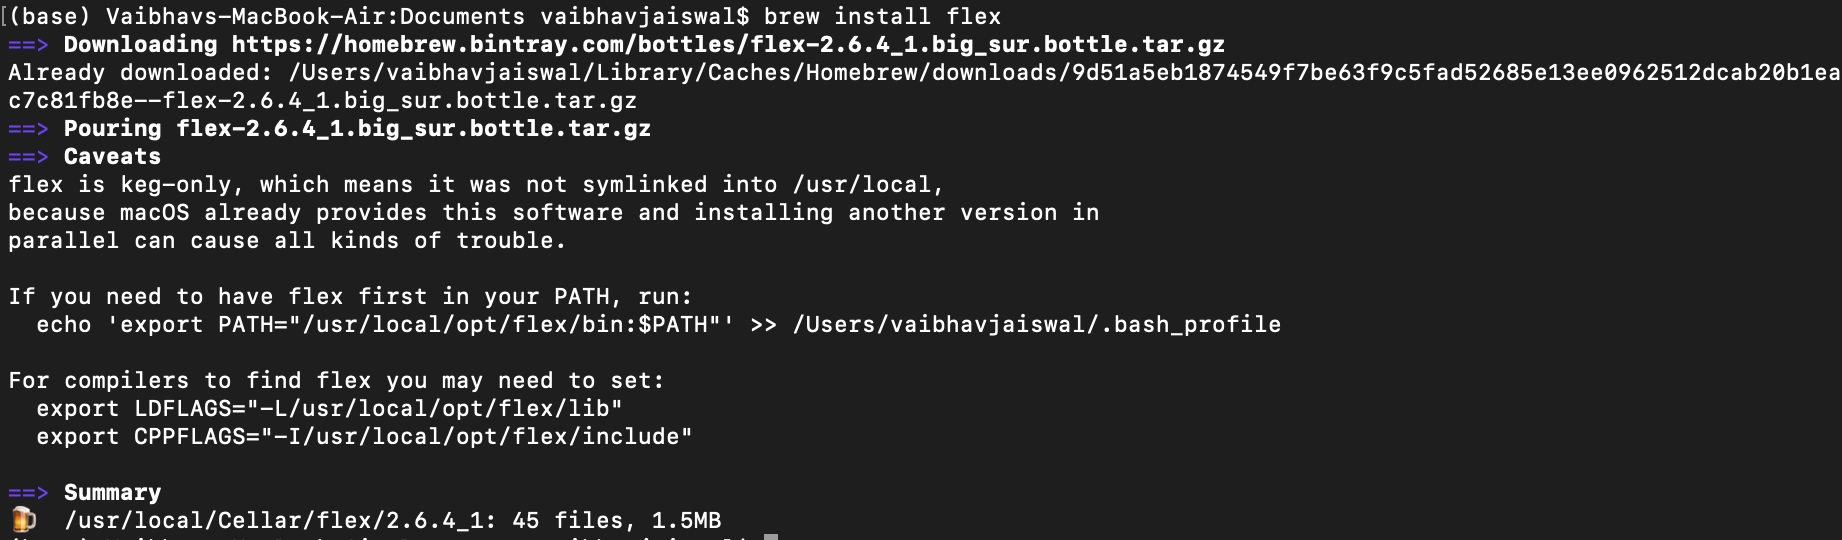 (base) Vaibhavs-MacBook-Air:Documents vaibhavjaiswal$ brew install flex
==> Downloading https://homebrew.bintray.com/bottles/flex-2.6.4_1.big_sur.bottle.tar.gz
Already downloaded: /Users/vaibhavjaiswal/Library/Caches/Homebrew/downloads/9d51a5eb1874549f7be63f9c5fad52685e13ee0962512dcab20b1ea
c7c81fb8e--flex-2.6.4_1.big_sur.bottle.tar.gz
==> Pouring flex-2.6.4_1.big_sur.bottle.tar.gz
==> Caveats
flex is keg-only, which means it was not symlinked into /usr/local,
because macOS already provides this software and installing another version in
parallel can cause all kinds of trouble.
If you need to have flex first in your PATH, run:
echo 'export PATH="/usr/local/opt/flex/bin:$PATH"' >> /Users/vaibhavjaiswal/.bash_profile
For compilers to find flex you may need to set:
export LDFLAGS="-L/usr/local/opt/flex/lib"
export CPPFLAGS="-I/usr/local/opt/flex/include"
==> Summary
🍺 /usr/local/Cellar/flex/2.6.4_1: 45 files, 1.5MB